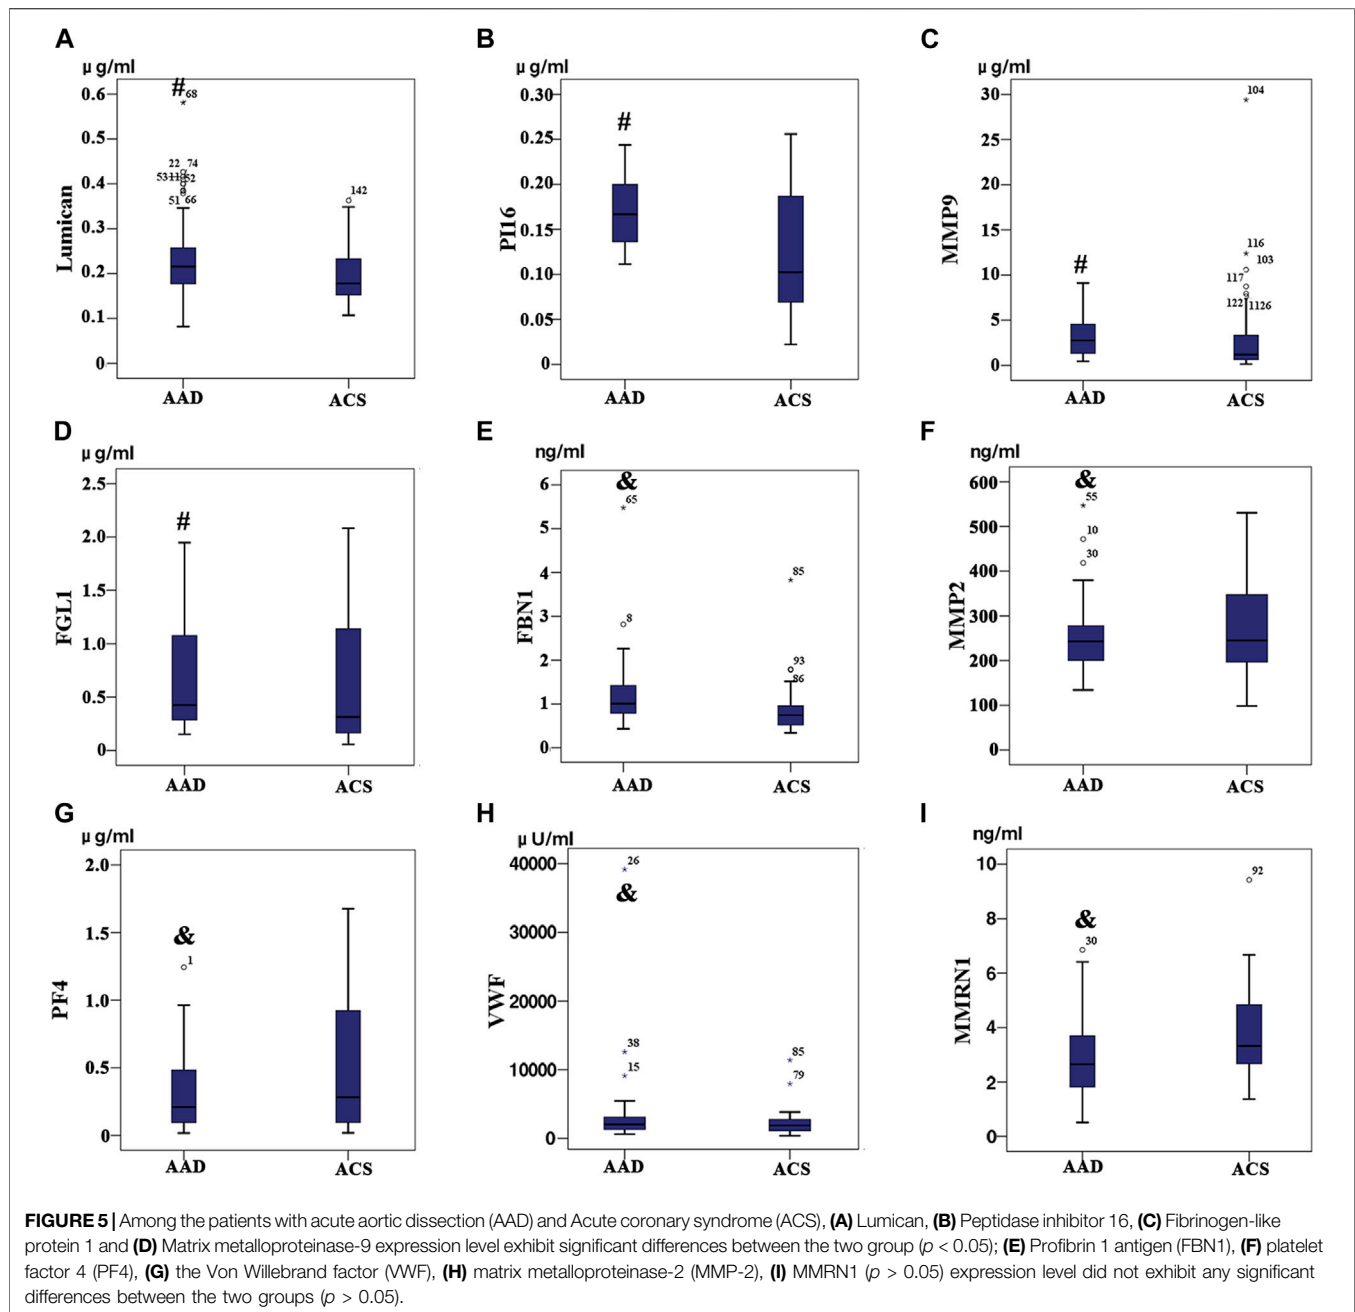 A
µg/ml
0.6
0.5
0.4
0.3
0.2
0.1
0
Lumican
#
68
22 74
52
51 66
142
AAD ACS
B
µg/ml
0.30
0.25
0.20
0.15
0.10
0.05
0
PI16
#
AAD ACS
C
µg/ml
30
25
20
15
10
5
0
MMP9
#
104
116
103
117
122 1126
AAD ACS
D
µg/ml
2.5
2.0
1.5
1.0
0.5
0
FGL1
#
AAD ACS
E
ng/ml
6
5
4
3
2
1
0
FBN1
&
65
8
85
93
86
AAD ACS
F
ng/ml
600
500
400
300
200
100
0
MMP2
&
55
10
30
AAD ACS
G
µg/ml
2.0
1.5
1.0
0.5
0
PF4
&
1
AAD ACS
H
µU/ml
40000
30000
20000
10000
0
VWF
26
&
38
15
85
79
AAD ACS
I
ng/ml
10
8
6
4
2
0
MMRN1
&
30
92
AAD ACS
FIGURE 5 | Among the patients with acute aortic dissection (AAD) and Acute coronary syndrome (ACS), (A) Lumican, (B) Peptidase inhibitor 16, (C) Fibrinogen-like
protein 1 and (D) Matrix metalloproteinase-9 expression level exhibit significant differences between the two group (p < 0.05); (E) Profibrin 1 antigen (FBN1), (F) platelet
factor 4 (PF4), (G) the Von Willebrand factor (VWF), (H) matrix metalloproteinase-2 (MMP-2), (I) MMRN1 (p > 0.05) expression level did not exhibit any significant
differences between the two groups (p > 0.05).